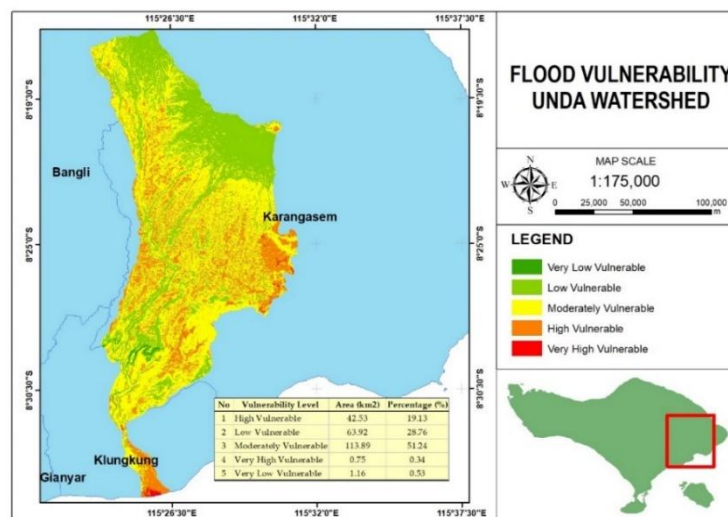 115°26'30"E 115°32'0"E 115°37'30"E
8°19'30"S
8°25'0"S
8°30'30"S
Bangli
Karangasem
Klungkung
Gianyar
No Vulnerability Level Area (km2) Percentage (%)
1 High Vulnerable 42.53 19.13
2 Low Vulnerable 63.92 28.76
3 Moderately Vulnerable 113.89 51.24
4 Very High Vulnerable 0.75 0.34
5 Very Low Vulnerable 1.16 0.53
8°19'30"S
8°25'0"S
8°30'30"S
115°26'30"E 115°32'0"E 115°37'30"E
FLOOD VULNERABILITY
UNDA WATERSHED
N
W E
S
MAP SCALE
1:175,000
0 25,000 50,000 100,000
m
LEGEND
Very Low Vulnerable
Low Vulnerable
Moderately Vulnerable
High Vulnerable
Very High Vulnerable